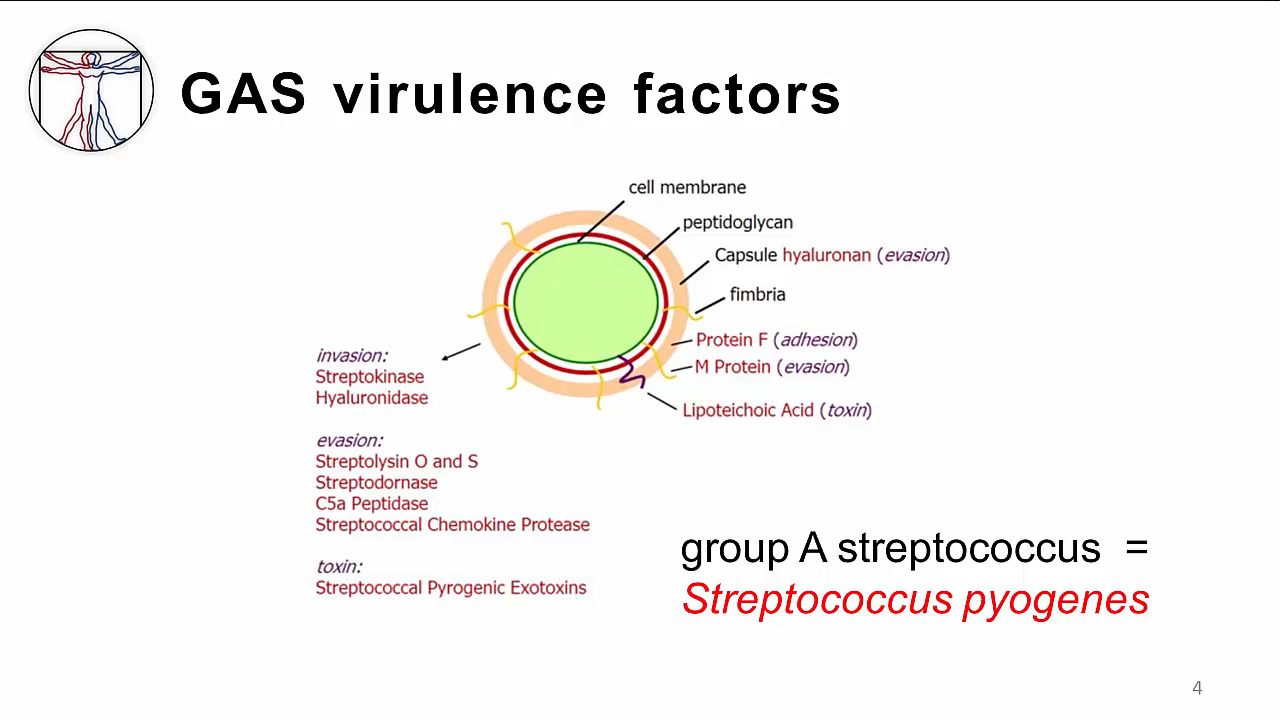 GAS virulence factors
cell membrane
peptidoglycan
Capsule hyaluronan (evasion)
fimbria
Protein F (adhesion)
M Protein (evasion)
Lipoteichoic Acid (toxin)
invasion:
Streptokinase
Hyaluronidase
evasion:
Streptolysin O and S
Streptodornase
C5a Peptidase
Streptococcal Chemokine Protease
toxin:
Streptococcal Pyrogenic Exotoxins
group A streptococcus =
Streptococcus pyogenes
4